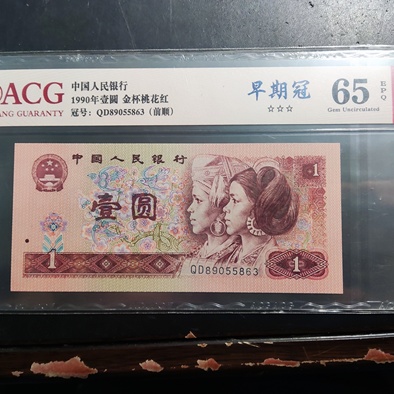 ACG
ANG GUARANTY
中国人民银行
1990年壹圆 金杯桃花红
冠号: QD89055863 (前顺)
早期冠
☆☆☆
65
EPQ
Gem Uncirculated
中国人民银行
1
壹圆
QD89055863
1
1